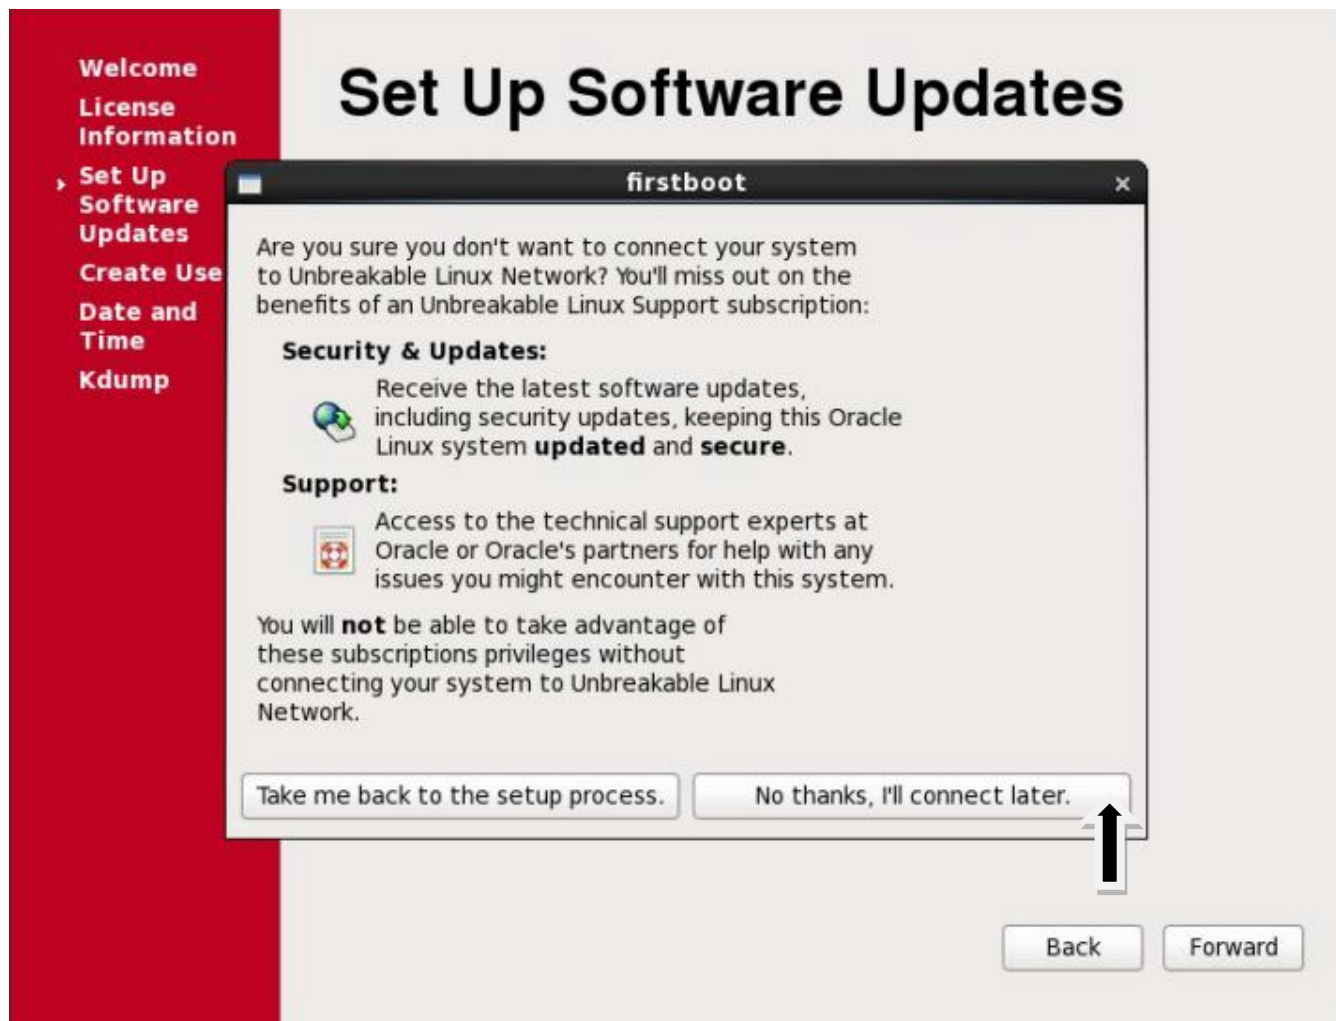 Welcome
License
Information
Set Up
Software
Updates
Create Use
Date and
Time
Kdump
Set Up Software Updates
firstboot
Are you sure you don't want to connect your system
to Unbreakable Linux Network? You'll miss out on the
benefits of an Unbreakable Linux Support subscription:
Security & Updates:
Receive the latest software updates,
including security updates, keeping this Oracle
Linux system updated and secure.
Support:
Access to the technical support experts at
Oracle or Oracle's partners for help with any
issues you might encounter with this system.
You will not be able to take advantage of
these subscriptions privileges without
connecting your system to Unbreakable Linux
Network.
Take me back to the setup process.
No thanks, I'll connect later.
Back
Forward